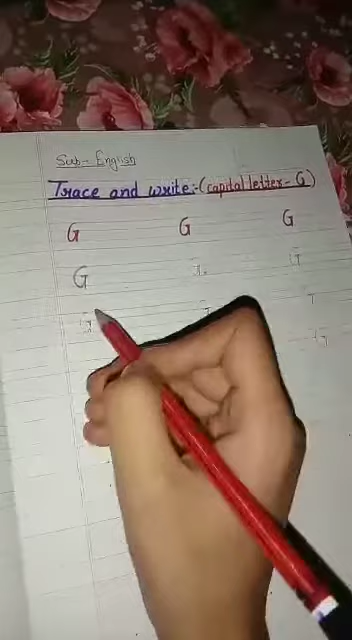 Sub- English
Trace and write:-(capital letter- G)
G G G
G G G
G G
G